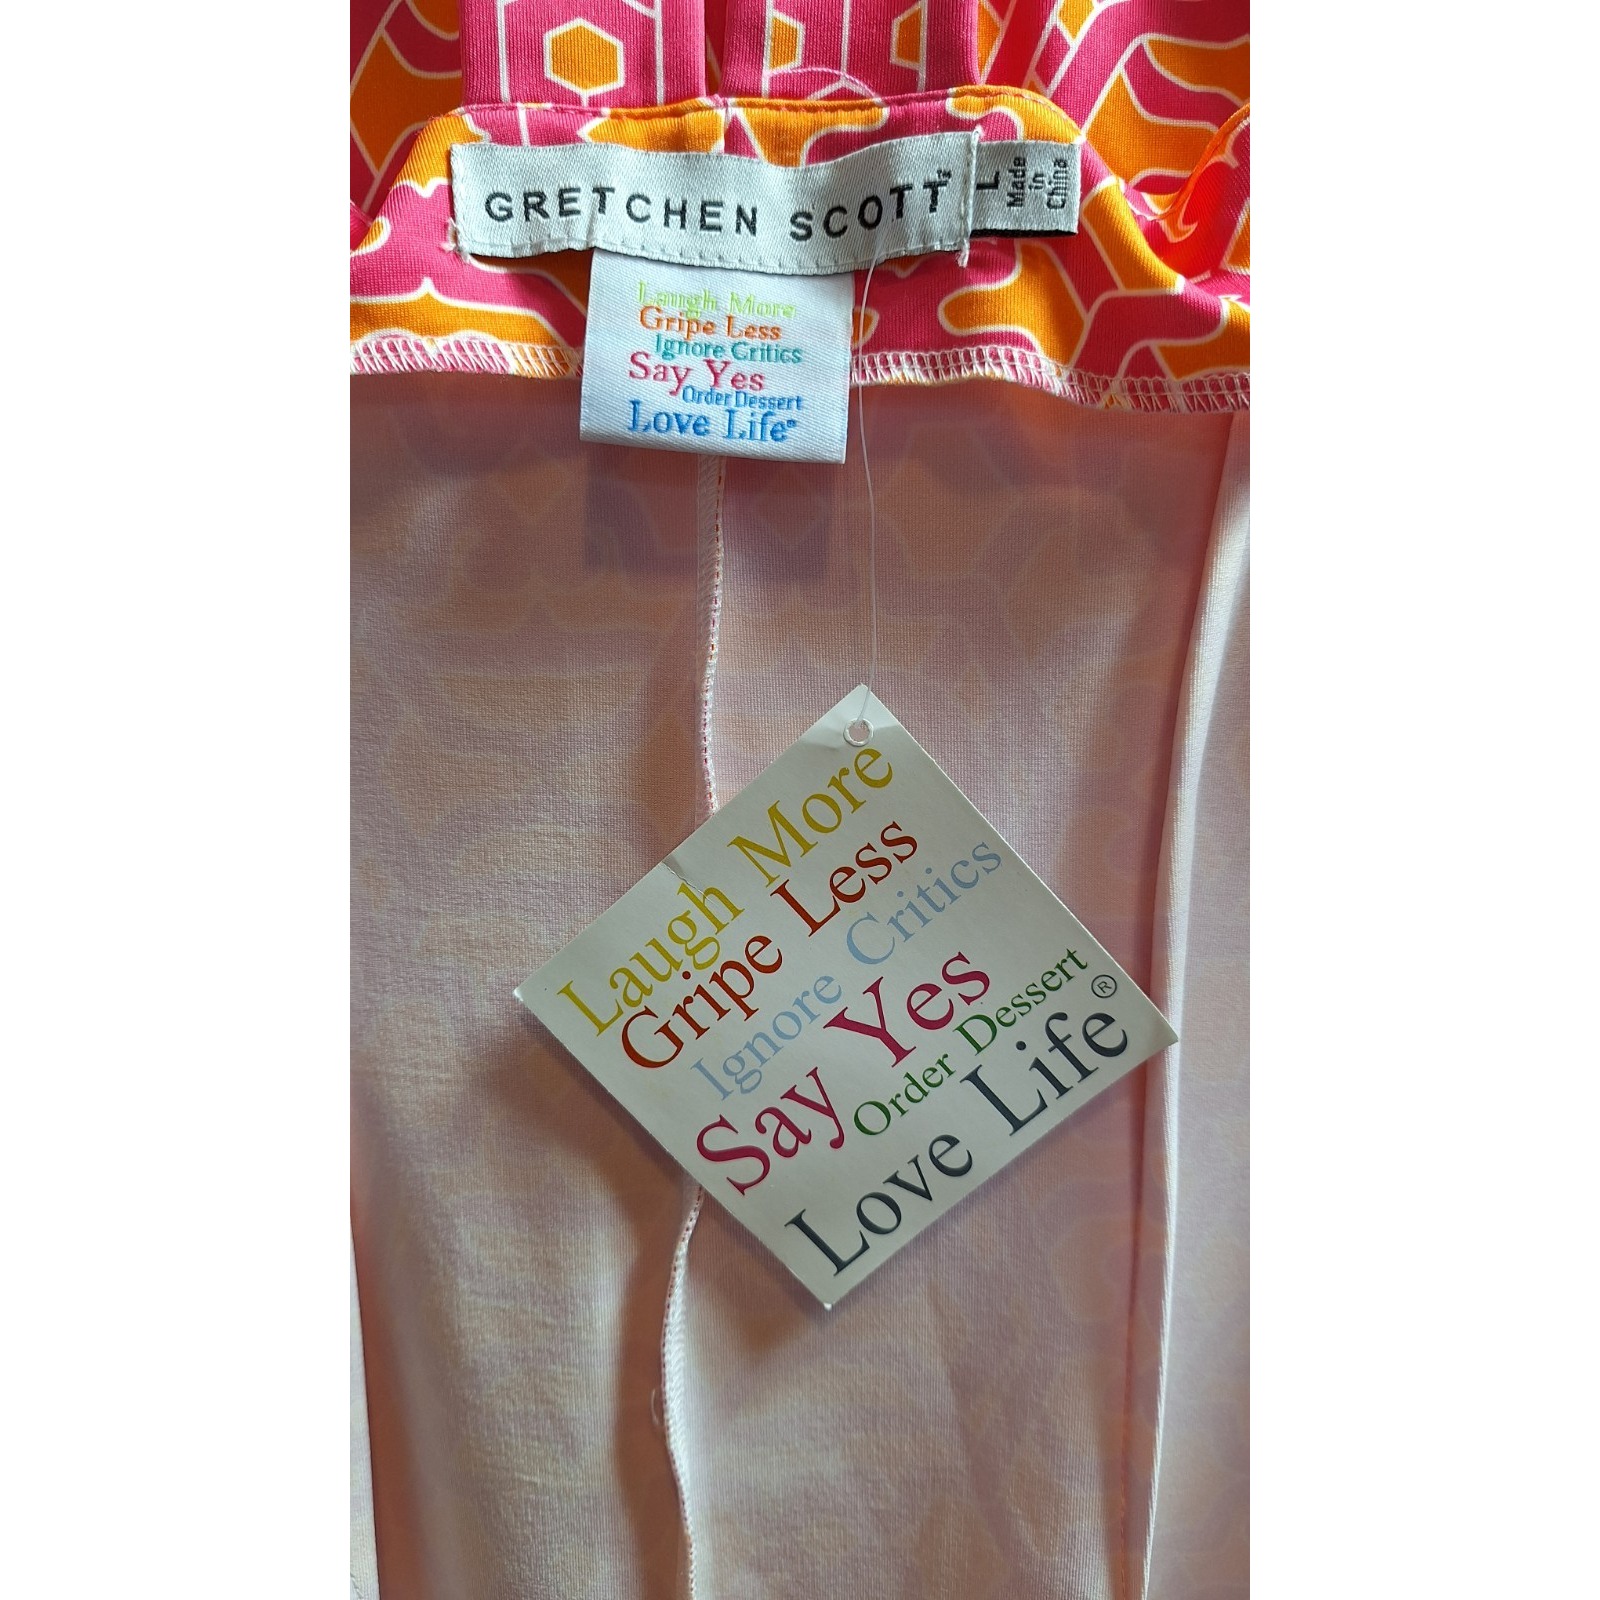 GRETCHEN SCOTT
L
Made
in
China
Laugh More
Gripe Less
Ignore Critics
Say Yes
Order Dessert
Love Life®
Laugh More
Gripe Less
Ignore Critics
Say Yes
Order Dessert
Love Life®